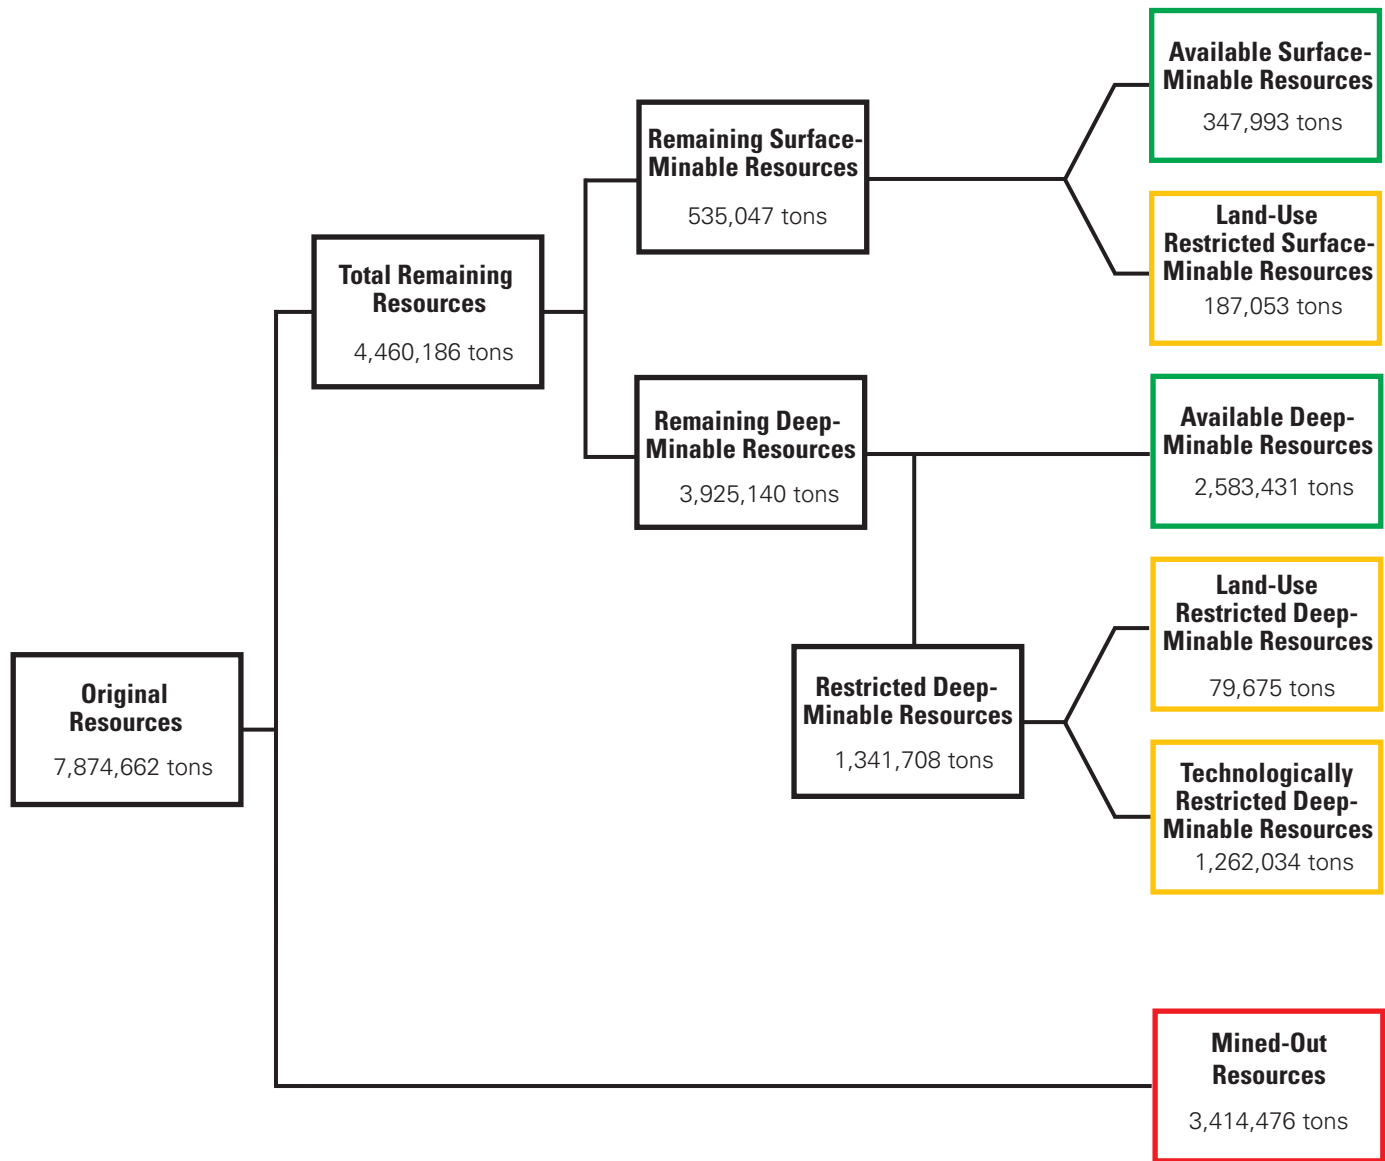 Available Surface-
Minable Resources
347,993 tons
Remaining Surface-
Minable Resources
535,047 tons
Land-Use
Restricted Surface-
Minable Resources
187,053 tons
Total Remaining
Resources
4,460,186 tons
Remaining Deep-
Minable Resources
3,925,140 tons
Available Deep-
Minable Resources
2,583,431 tons
Land-Use
Restricted Deep-
Minable Resources
79,675 tons
Original
Resources
7,874,662 tons
Restricted Deep-
Minable Resources
1,341,708 tons
Technologically
Restricted Deep-
Minable Resources
1,262,034 tons
Mined-Out
Resources
3,414,476 tons